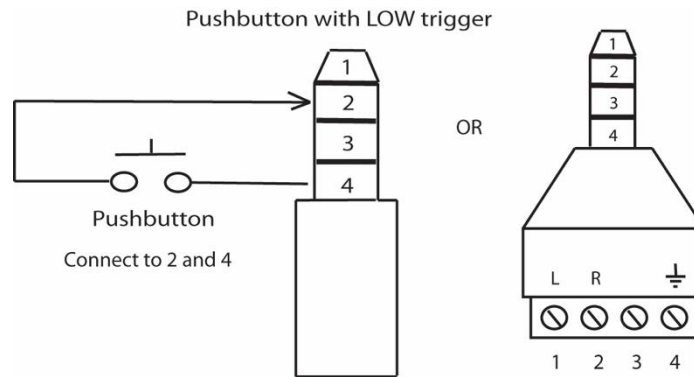 Pushbutton with LOW trigger
1
2
3
4
Pushbutton
Connect to 2 and 4
OR
1
2
3
4
L R
1 2 3 4